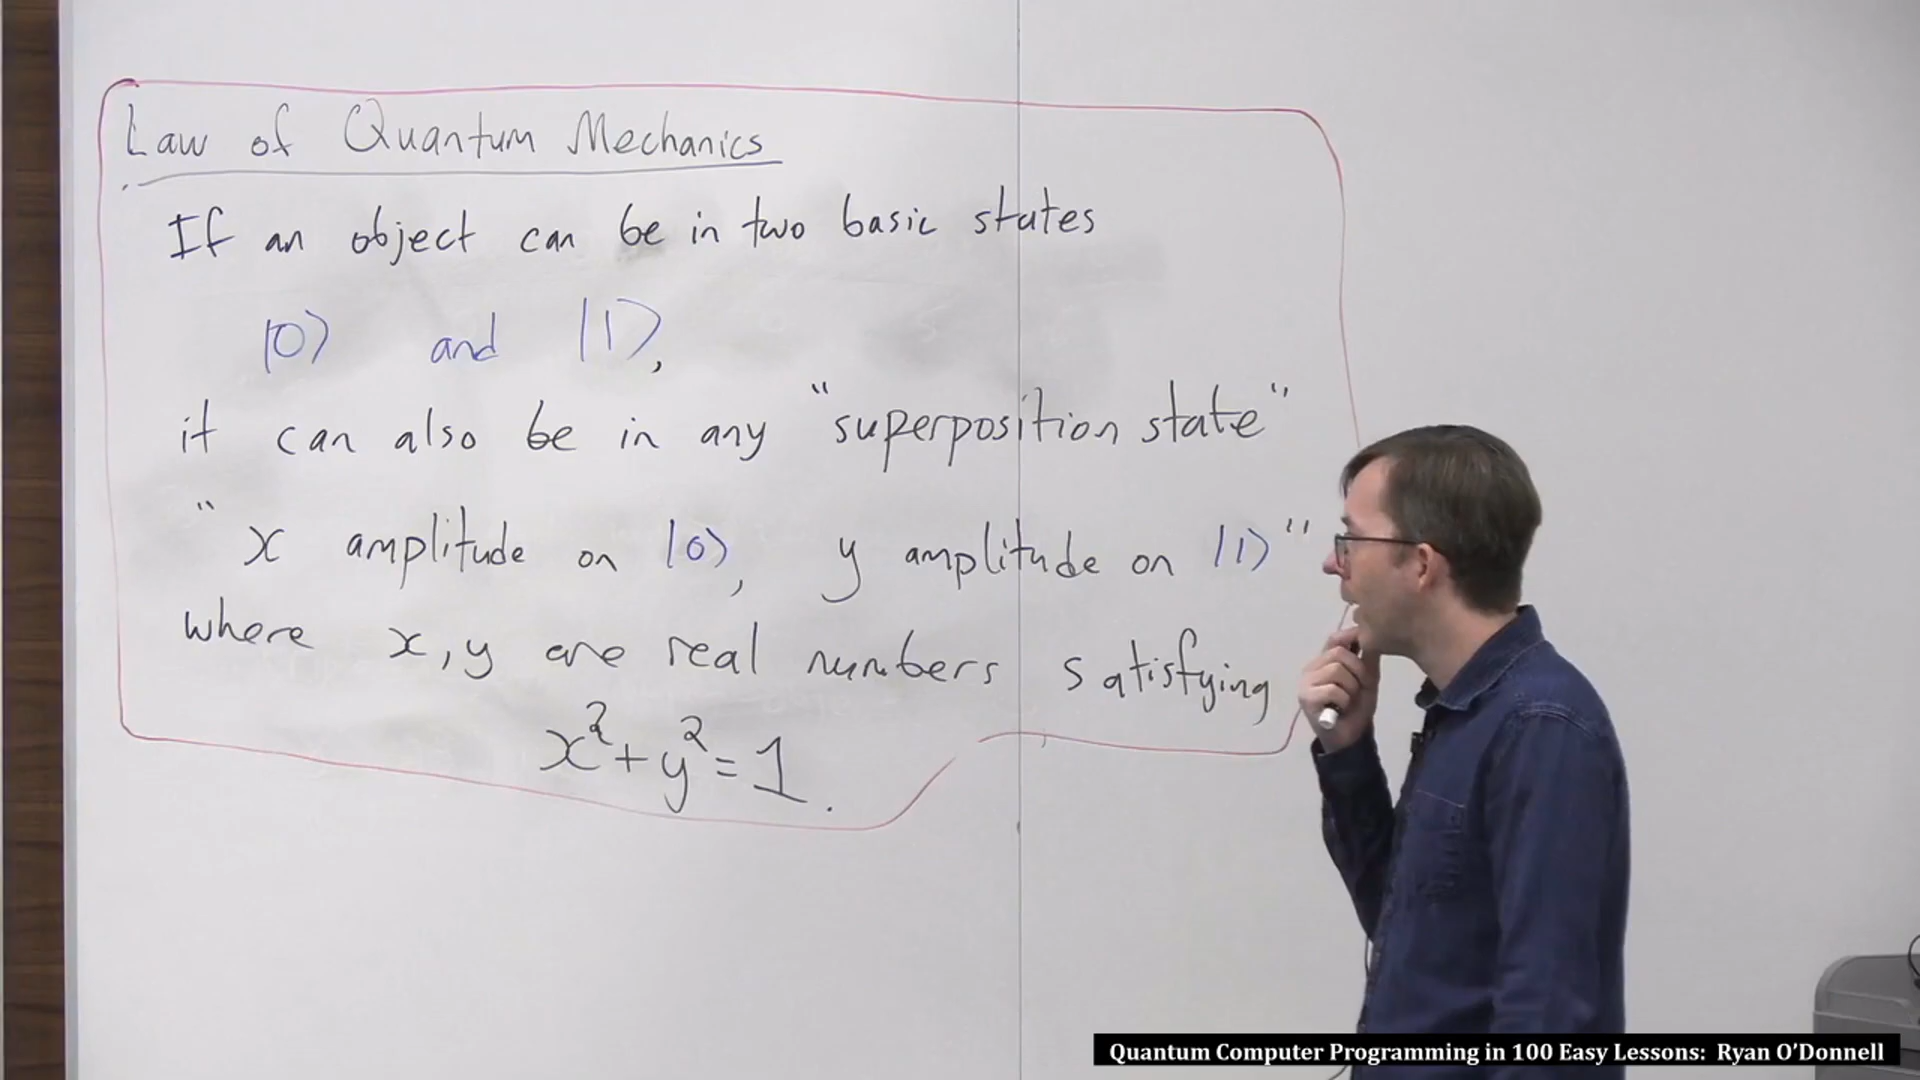 Law of Quantum Mechanics
If an object can be in two basic states
|0⟩ and |1⟩,
it can also be in any "superposition state"
"x amplitude on |0⟩, y amplitude on |1⟩"
where x, y are real numbers satisfying
x²+y²=1.
Quantum Computer Programming in 100 Easy Lessons: Ryan O'Donnell